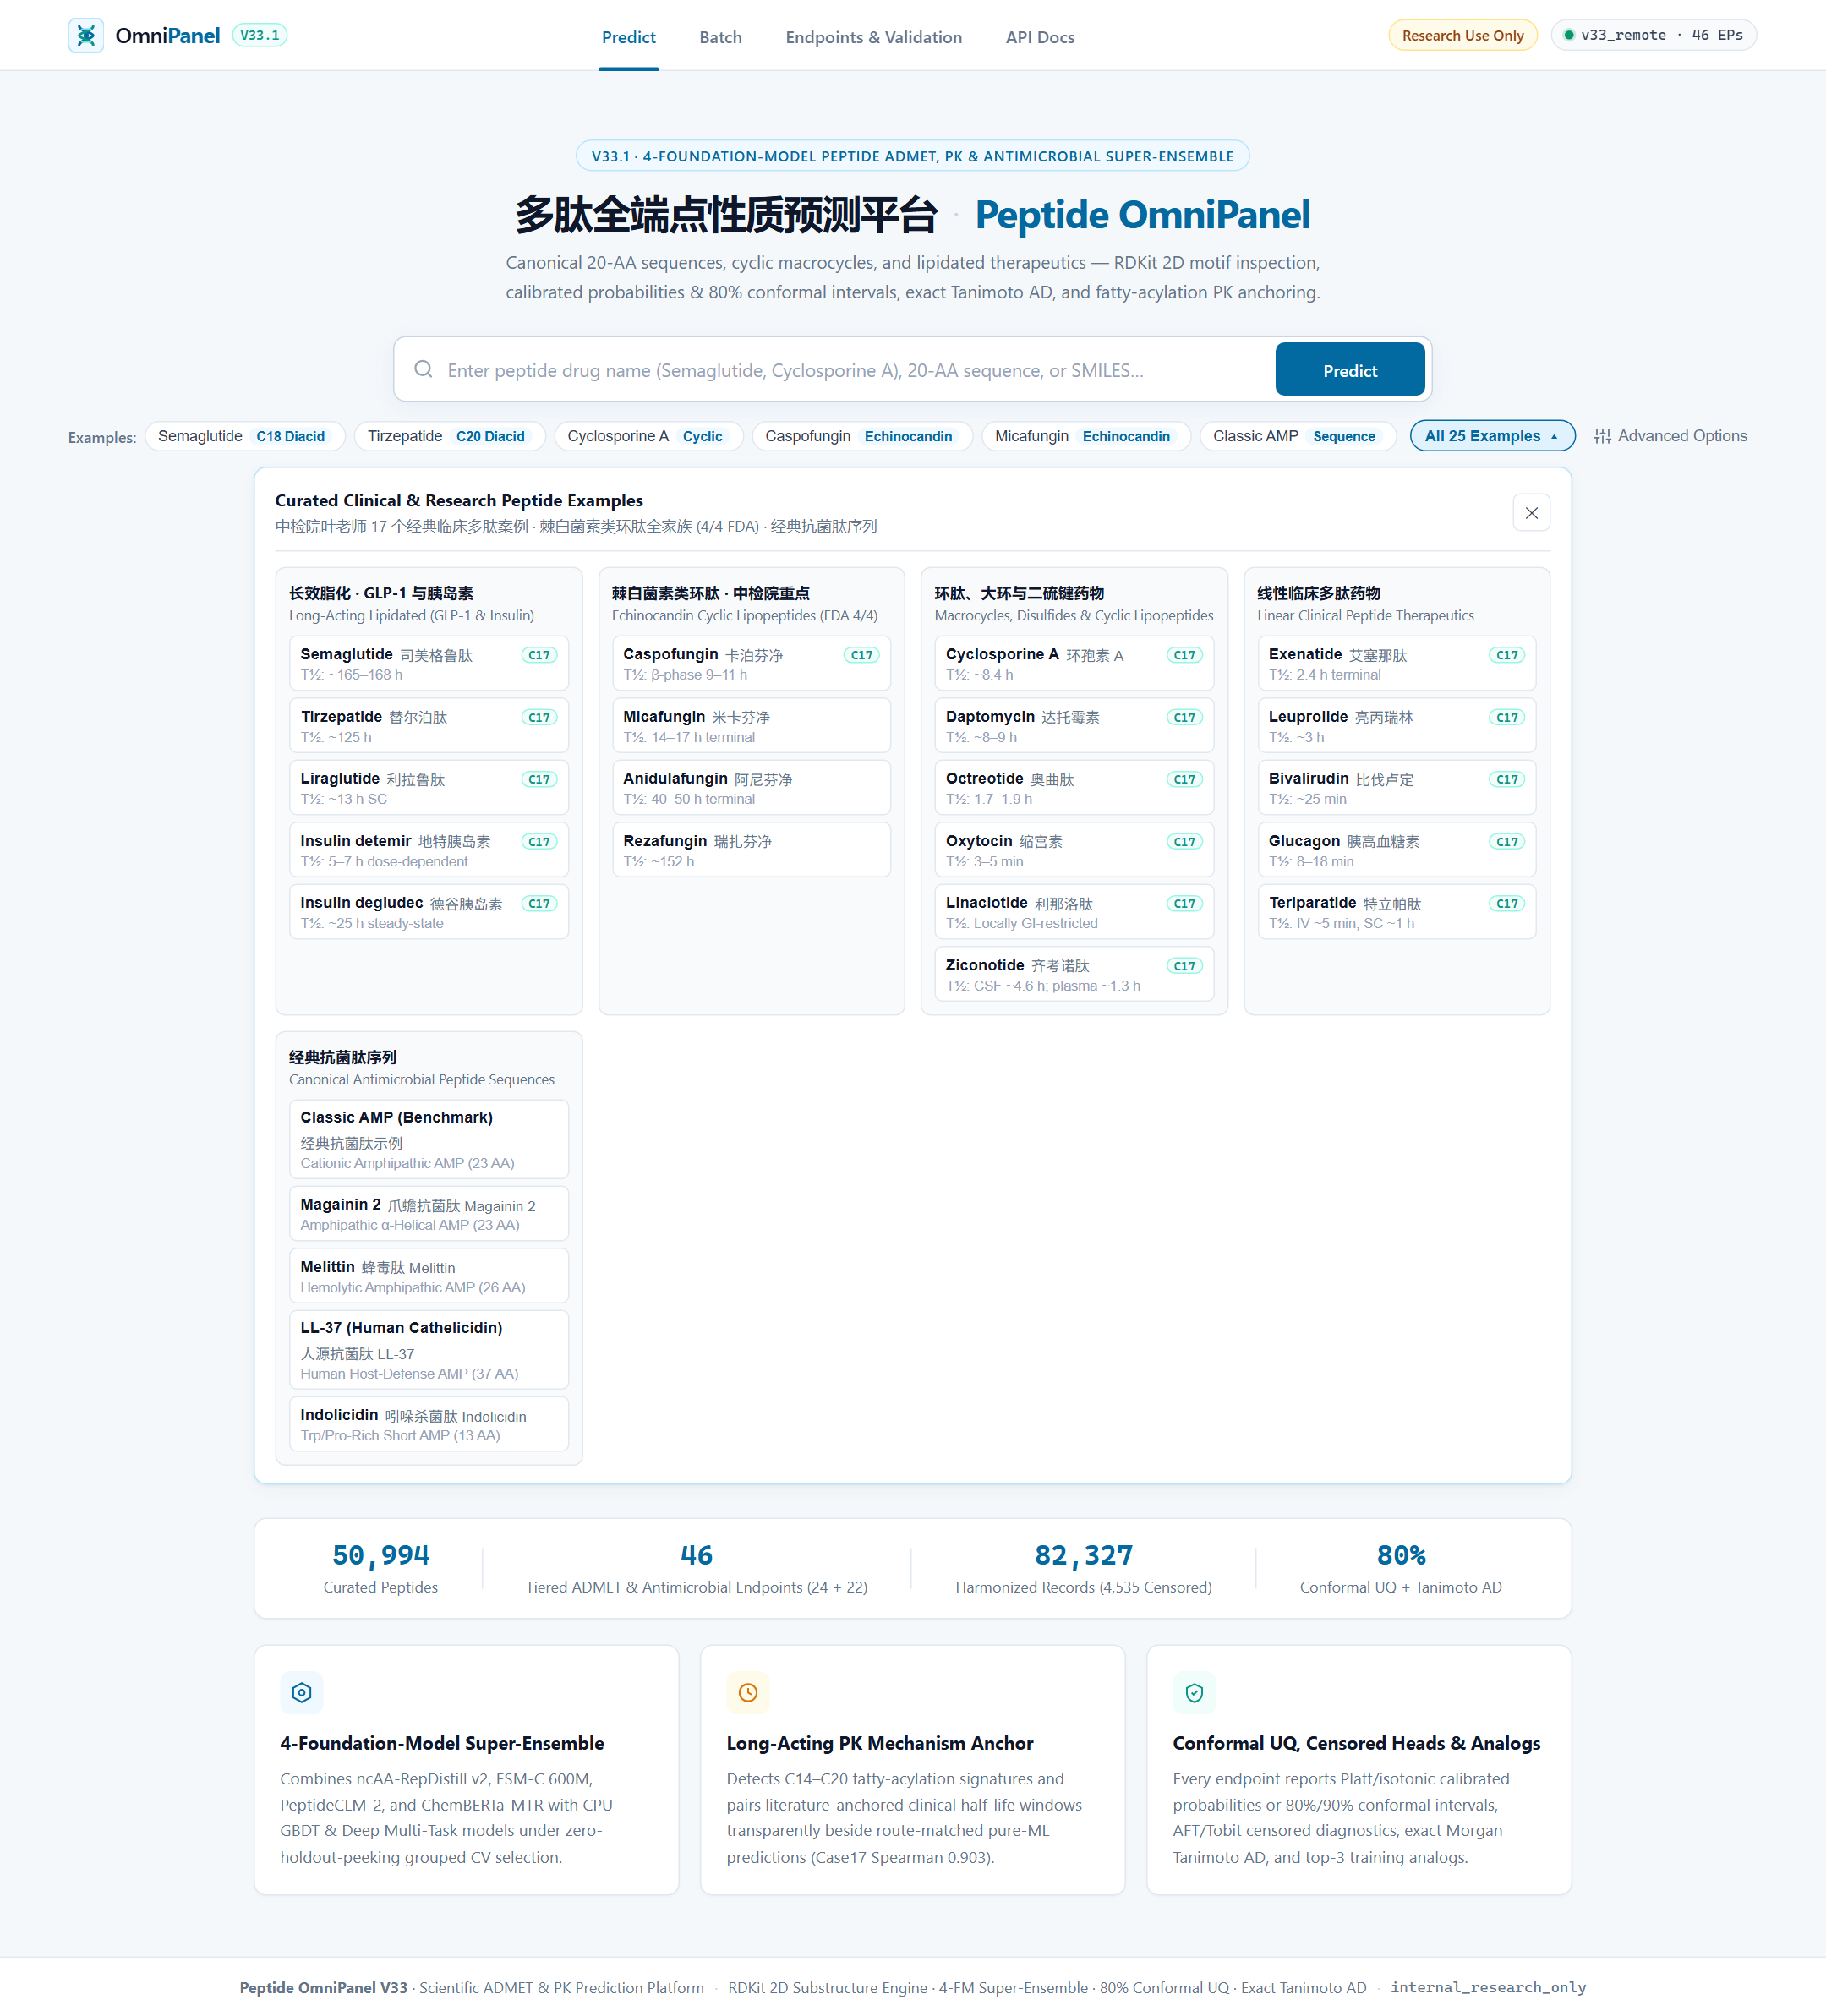 OmniPanel V33.1
Predict
Batch
Endpoints & Validation
API Docs
Research Use Only
v33_remote · 46 EPs
V33.1 · 4-FOUNDATION-MODEL PEPTIDE ADMET, PK & ANTIMICROBIAL SUPER-ENSEMBLE
多肽全端点性质预测平台 · Peptide OmniPanel
Canonical 20-AA sequences, cyclic macrocycles, and lipidated therapeutics — RDKit 2D motif inspection,
calibrated probabilities & 80% conformal intervals, exact Tanimoto AD, and fatty-acylation PK anchoring.
Enter peptide drug name (Semaglutide, Cyclosporine A), 20-AA sequence, or SMILES...
Predict
Examples:
Semaglutide C18 Diacid
Tirzepatide C20 Diacid
Cyclosporine A Cyclic
Caspofungin Echinocandin
Micafungin Echinocandin
Classic AMP Sequence
All 25 Examples ▲
Advanced Options
Curated Clinical & Research Peptide Examples
中检院叶老师 17 个经典临床多肽案例 · 棘白菌素类环肽全家族 (4/4 FDA) · 经典抗菌肽序列
长效脂化 · GLP-1 与胰岛素
Long-Acting Lipidated (GLP-1 & Insulin)
Semaglutide 司美格鲁肽 C17
T½: ~165–168 h
Tirzepatide 替尔泊肽 C17
T½: ~125 h
Liraglutide 利拉鲁肽 C17
T½: ~13 h SC
Insulin detemir 地特胰岛素 C17
T½: 5–7 h dose-dependent
Insulin degludec 德谷胰岛素 C17
T½: ~25 h steady-state
棘白菌素类环肽 · 中检院重点
Echinocandin Cyclic Lipopeptides (FDA 4/4)
Caspofungin 卡泊芬净 C17
T½: β-phase 9–11 h
Micafungin 米卡芬净
T½: 14–17 h terminal
Anidulafungin 阿尼芬净
T½: 40–50 h terminal
Rezafungin 瑞扎芬净
T½: ~152 h
环肽、大环与二硫键药物
Macrocycles, Disulfides & Cyclic Lipopeptides
Cyclosporine A 环孢素 A C17
T½: ~8.4 h
Daptomycin 达托霉素 C17
T½: ~8–9 h
Octreotide 奥曲肽 C17
T½: 1.7–1.9 h
Oxytocin 缩宫素 C17
T½: 3–5 min
Linaclotide 利那洛肽 C17
T½: Locally GI-restricted
Ziconotide 齐考诺肽 C17
T½: CSF ~4.6 h; plasma ~1.3 h
线性临床多肽药物
Linear Clinical Peptide Therapeutics
Exenatide 艾塞那肽 C17
T½: 2.4 h terminal
Leuprolide 亮丙瑞林 C17
T½: ~3 h
Bivalirudin 比伐卢定 C17
T½: ~25 min
Glucagon 胰高血糖素 C17
T½: 8–18 min
Teriparatide 特立帕肽 C17
T½: IV ~5 min; SC ~1 h
经典抗菌肽序列
Canonical Antimicrobial Peptide Sequences
Classic AMP (Benchmark)
经典抗菌肽示例
Cationic Amphipathic AMP (23 AA)
Magainin 2 爪蟾抗菌肽 Magainin 2
Amphipathic α-Helical AMP (23 AA)
Melittin 蜂毒肽 Melittin
Hemolytic Amphipathic AMP (26 AA)
LL-37 (Human Cathelicidin)
人源抗菌肽 LL-37
Human Host-Defense AMP (37 AA)
Indolicidin 吲哚杀菌肽 Indolicidin
Trp/Pro-Rich Short AMP (13 AA)
50,994
Curated Peptides
46
Tiered ADMET & Antimicrobial Endpoints (24 + 22)
82,327
Harmonized Records (4,535 Censored)
80%
Conformal UQ + Tanimoto AD
4-Foundation-Model Super-Ensemble
Combines ncAA-RepDistill v2, ESM-C 600M,
PeptideCLM-2, and ChemBERTa-MTR with CPU
GBDT & Deep Multi-Task models under zero-
holdout-peeking grouped CV selection.
Long-Acting PK Mechanism Anchor
Detects C14–C20 fatty-acylation signatures and
pairs literature-anchored clinical half-life windows
transparently beside route-matched pure-ML
predictions (Case17 Spearman 0.903).
Conformal UQ, Censored Heads & Analogs
Every endpoint reports Platt/isotonic calibrated
probabilities or 80%/90% conformal intervals,
AFT/Tobit censored diagnostics, exact Morgan
Tanimoto AD, and top-3 training analogs.
Peptide OmniPanel V33 · Scientific ADMET & PK Prediction Platform · RDKit 2D Substructure Engine · 4-FM Super-Ensemble · 80% Conformal UQ · Exact Tanimoto AD · internal_research_only